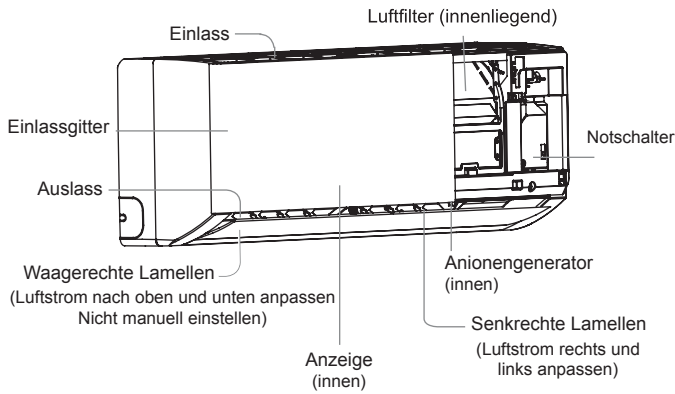 Luftfilter (innenliegend)
Einlass
Einlassgitter
Notschalter
Auslass
Waagerechte Lamellen
(Luftstrom nach oben und unten anpassen
Nicht manuell einstellen)
Anionengenerator
(innen)
Senkrechte Lamellen
(Luftstrom rechts und
links anpassen)
Anzeige
(innen)